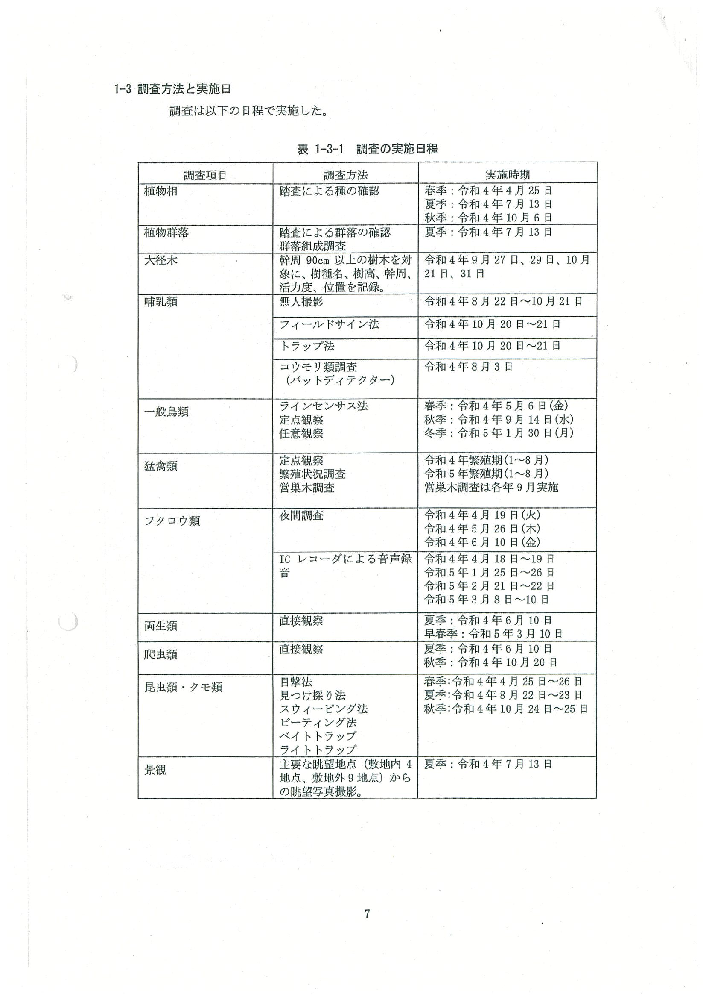 1-3 調査方法と実施日
調査は以下の日程で実施した。
表 1-3-1 調査の実施日程
調査項目 調査方法 実施時期
植物相 踏査による種の確認 春季：令和4年4月25日
夏季：令和4年7月13日
秋季：令和4年10月6日
植物群落 踏査による群落の確認 夏季：令和4年7月13日
群落組成調査
大径木 幹周 90cm 以上の樹木を対 令和4年9月27日、29日、10月
象に、樹種名、樹高、幹周、 21日、31日
活力度、位置を記録。
哺乳類 無人撮影 令和4年8月22日～10月21日
フィールドサイン法 令和4年10月20日～21日
トラップ法 令和4年10月20日～21日
コウモリ類調査 令和4年8月3日
（バットディテクター）
一般鳥類 ラインセンサス法 春季：令和4年5月6日(金)
定点観察 秋季：令和4年9月14日(水)
任意観察 冬季：令和5年1月30日(月)
猛禽類 定点観察 令和4年繁殖期(1～8月)
繁殖状況調査 令和5年繁殖期(1～8月)
営巣木調査 営巣木調査は各年9月実施
フクロウ類 夜間調査 令和4年4月19日(火)
令和4年5月26日(木)
令和4年6月10日(金)
IC レコーダによる音声録 令和4年4月18日～19日
音 令和5年1月25日～26日
令和5年2月21日～22日
令和5年3月8日～10日
両生類 直接観察 夏季：令和4年6月10日
早春季：令和5年3月10日
爬虫類 直接観察 夏季：令和4年6月10日
秋季：令和4年10月20日
昆虫類・クモ類 目撃法 春季:令和4年4月25日～26日
見つけ採り法 夏季:令和4年8月22日～23日
スウィーピング法 秋季:令和4年10月24日～25日
ビーティング法
ベイトトラップ
ライトトラップ
景観 主要な眺望地点（敷地内4 夏季：令和4年7月13日
地点、敷地外9地点）から
の眺望写真撮影。
7